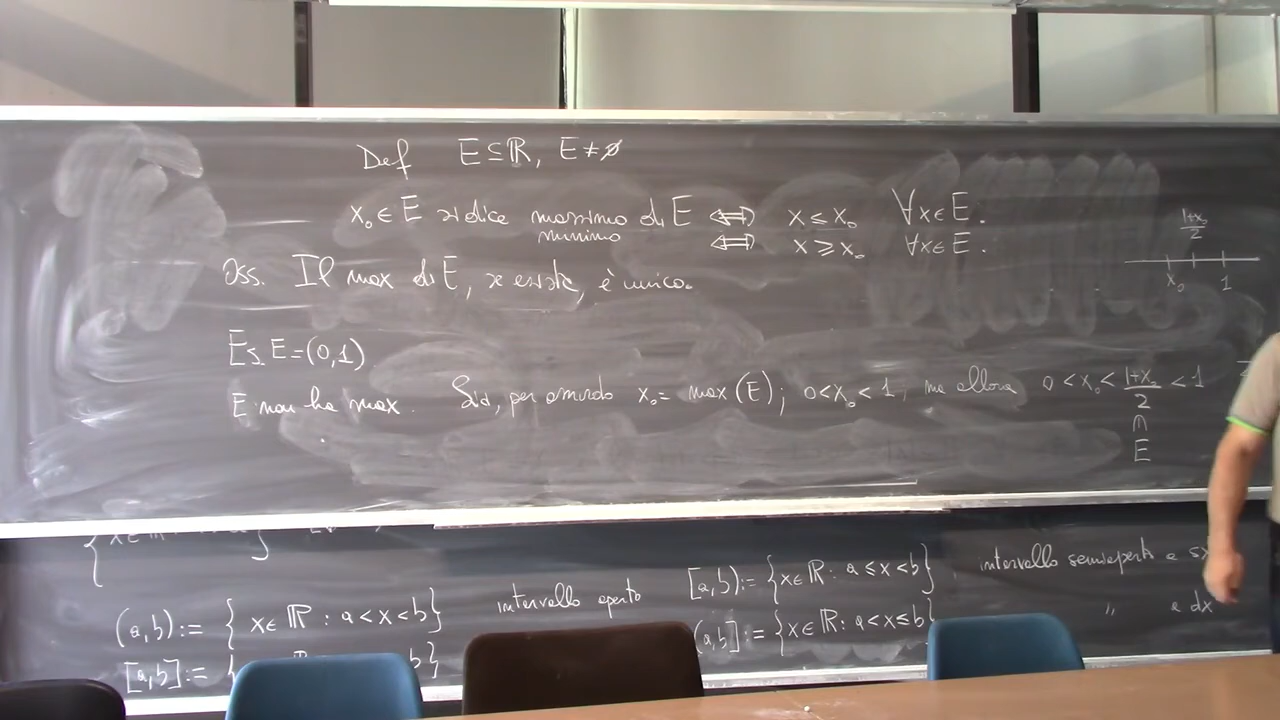 Def E ⊆ ℝ, E ≠ ∅
x₀ ∈ E si dice massimo di E ⟺ x ≤ x₀ ∀x∈E.
minimo ⟺ x ≥ x₀ ∀x∈E.
Oss. Il max di E, se esiste, è unico.
1+x₀
2
x₀ 1
Es. E=(0,1)
E non ha max. Sia, per assurdo x₀ = max(E); 0<x₀<1, ma allora 0<x₀<(1+x₀)/2<1
∈
E
(a,b):= {x∈ℝ: a<x<b} intervallo aperto
[a,b]:= { b}
[a,b):= {x∈ℝ: a≤x<b}, intervallo semiaperto a sx
(a,b]:= {x∈ℝ: a<x≤b} " a dx